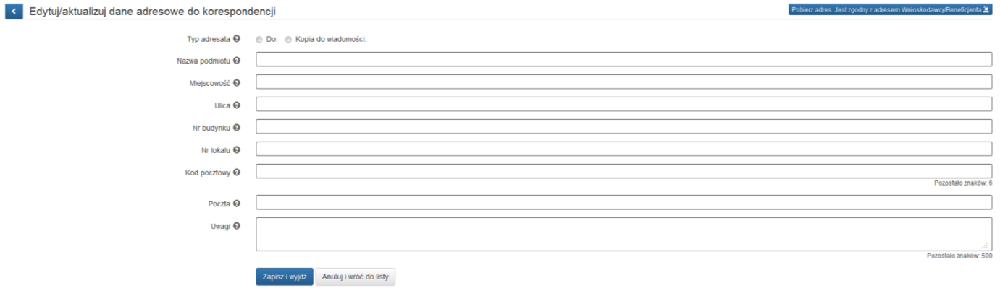 Edytuj/aktualizuj dane adresowe do korespondencji
Pobierz adres. Jest zgodny z adresem Wnioskodawcy/Beneficjenta
Typ adresata Do: Kopia do wiadomości:
Nazwa podmiotu
Miejscowość
Ulica
Nr budynku
Nr lokalu
Kod pocztowy
Pozostało znaków: 6
Poczta
Uwagi
Pozostało znaków: 500
Zapisz i wyjdź Anuluj i wróć do listy